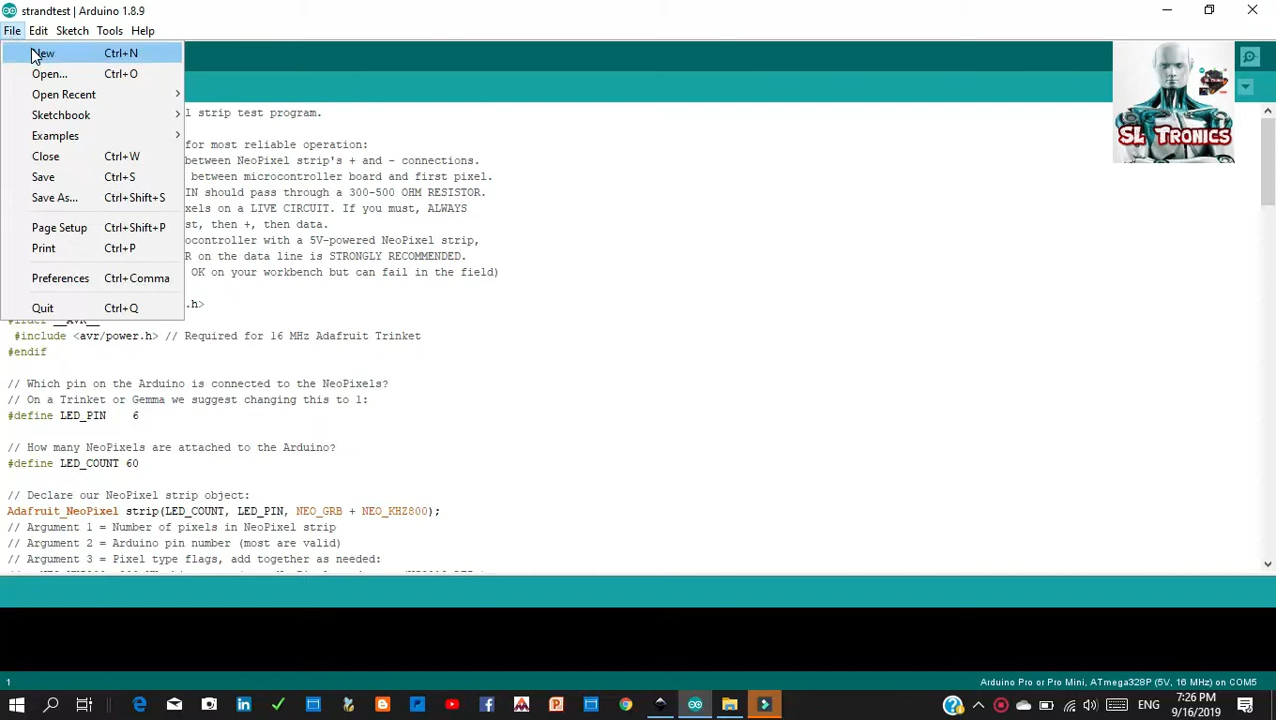 strandtest | Arduino 1.8.9
File Edit Sketch Tools Help
New Ctrl+N
Open... Ctrl+O
Open Recent
Sketchbook
Examples
Close Ctrl+W
Save Ctrl+S
Save As... Ctrl+Shift+S
Page Setup Ctrl+Shift+P
Print Ctrl+P
Preferences Ctrl+Comma
Quit Ctrl+Q
SL TRONICS
l strip test program.
for most reliable operation:
between NeoPixel strip's + and - connections.
between microcontroller board and first pixel.
IN should pass through a 300-500 OHM RESISTOR.
xels on a LIVE CIRCUIT. If you must, ALWAYS
st, then +, then data.
rocontroller with a 5V-powered NeoPixel strip,
R on the data line is STRONGLY RECOMMENDED.
OK on your workbench but can fail in the field)
.h>
#ifdef __AVR__
#include <avr/power.h> // Required for 16 MHz Adafruit Trinket
#endif
// Which pin on the Arduino is connected to the NeoPixels?
// On a Trinket or Gemma we suggest changing this to 1:
#define LED_PIN 6
// How many NeoPixels are attached to the Arduino?
#define LED_COUNT 60
// Declare our NeoPixel strip object:
Adafruit_NeoPixel strip(LED_COUNT, LED_PIN, NEO_GRB + NEO_KHZ800);
// Argument 1 = Number of pixels in NeoPixel strip
// Argument 2 = Arduino pin number (most are valid)
// Argument 3 = Pixel type flags, add together as needed:
1
Arduino Pro or Pro Mini, ATmega328P (5V, 16 MHz) on COM5
ENG
7:26 PM
9/16/2019